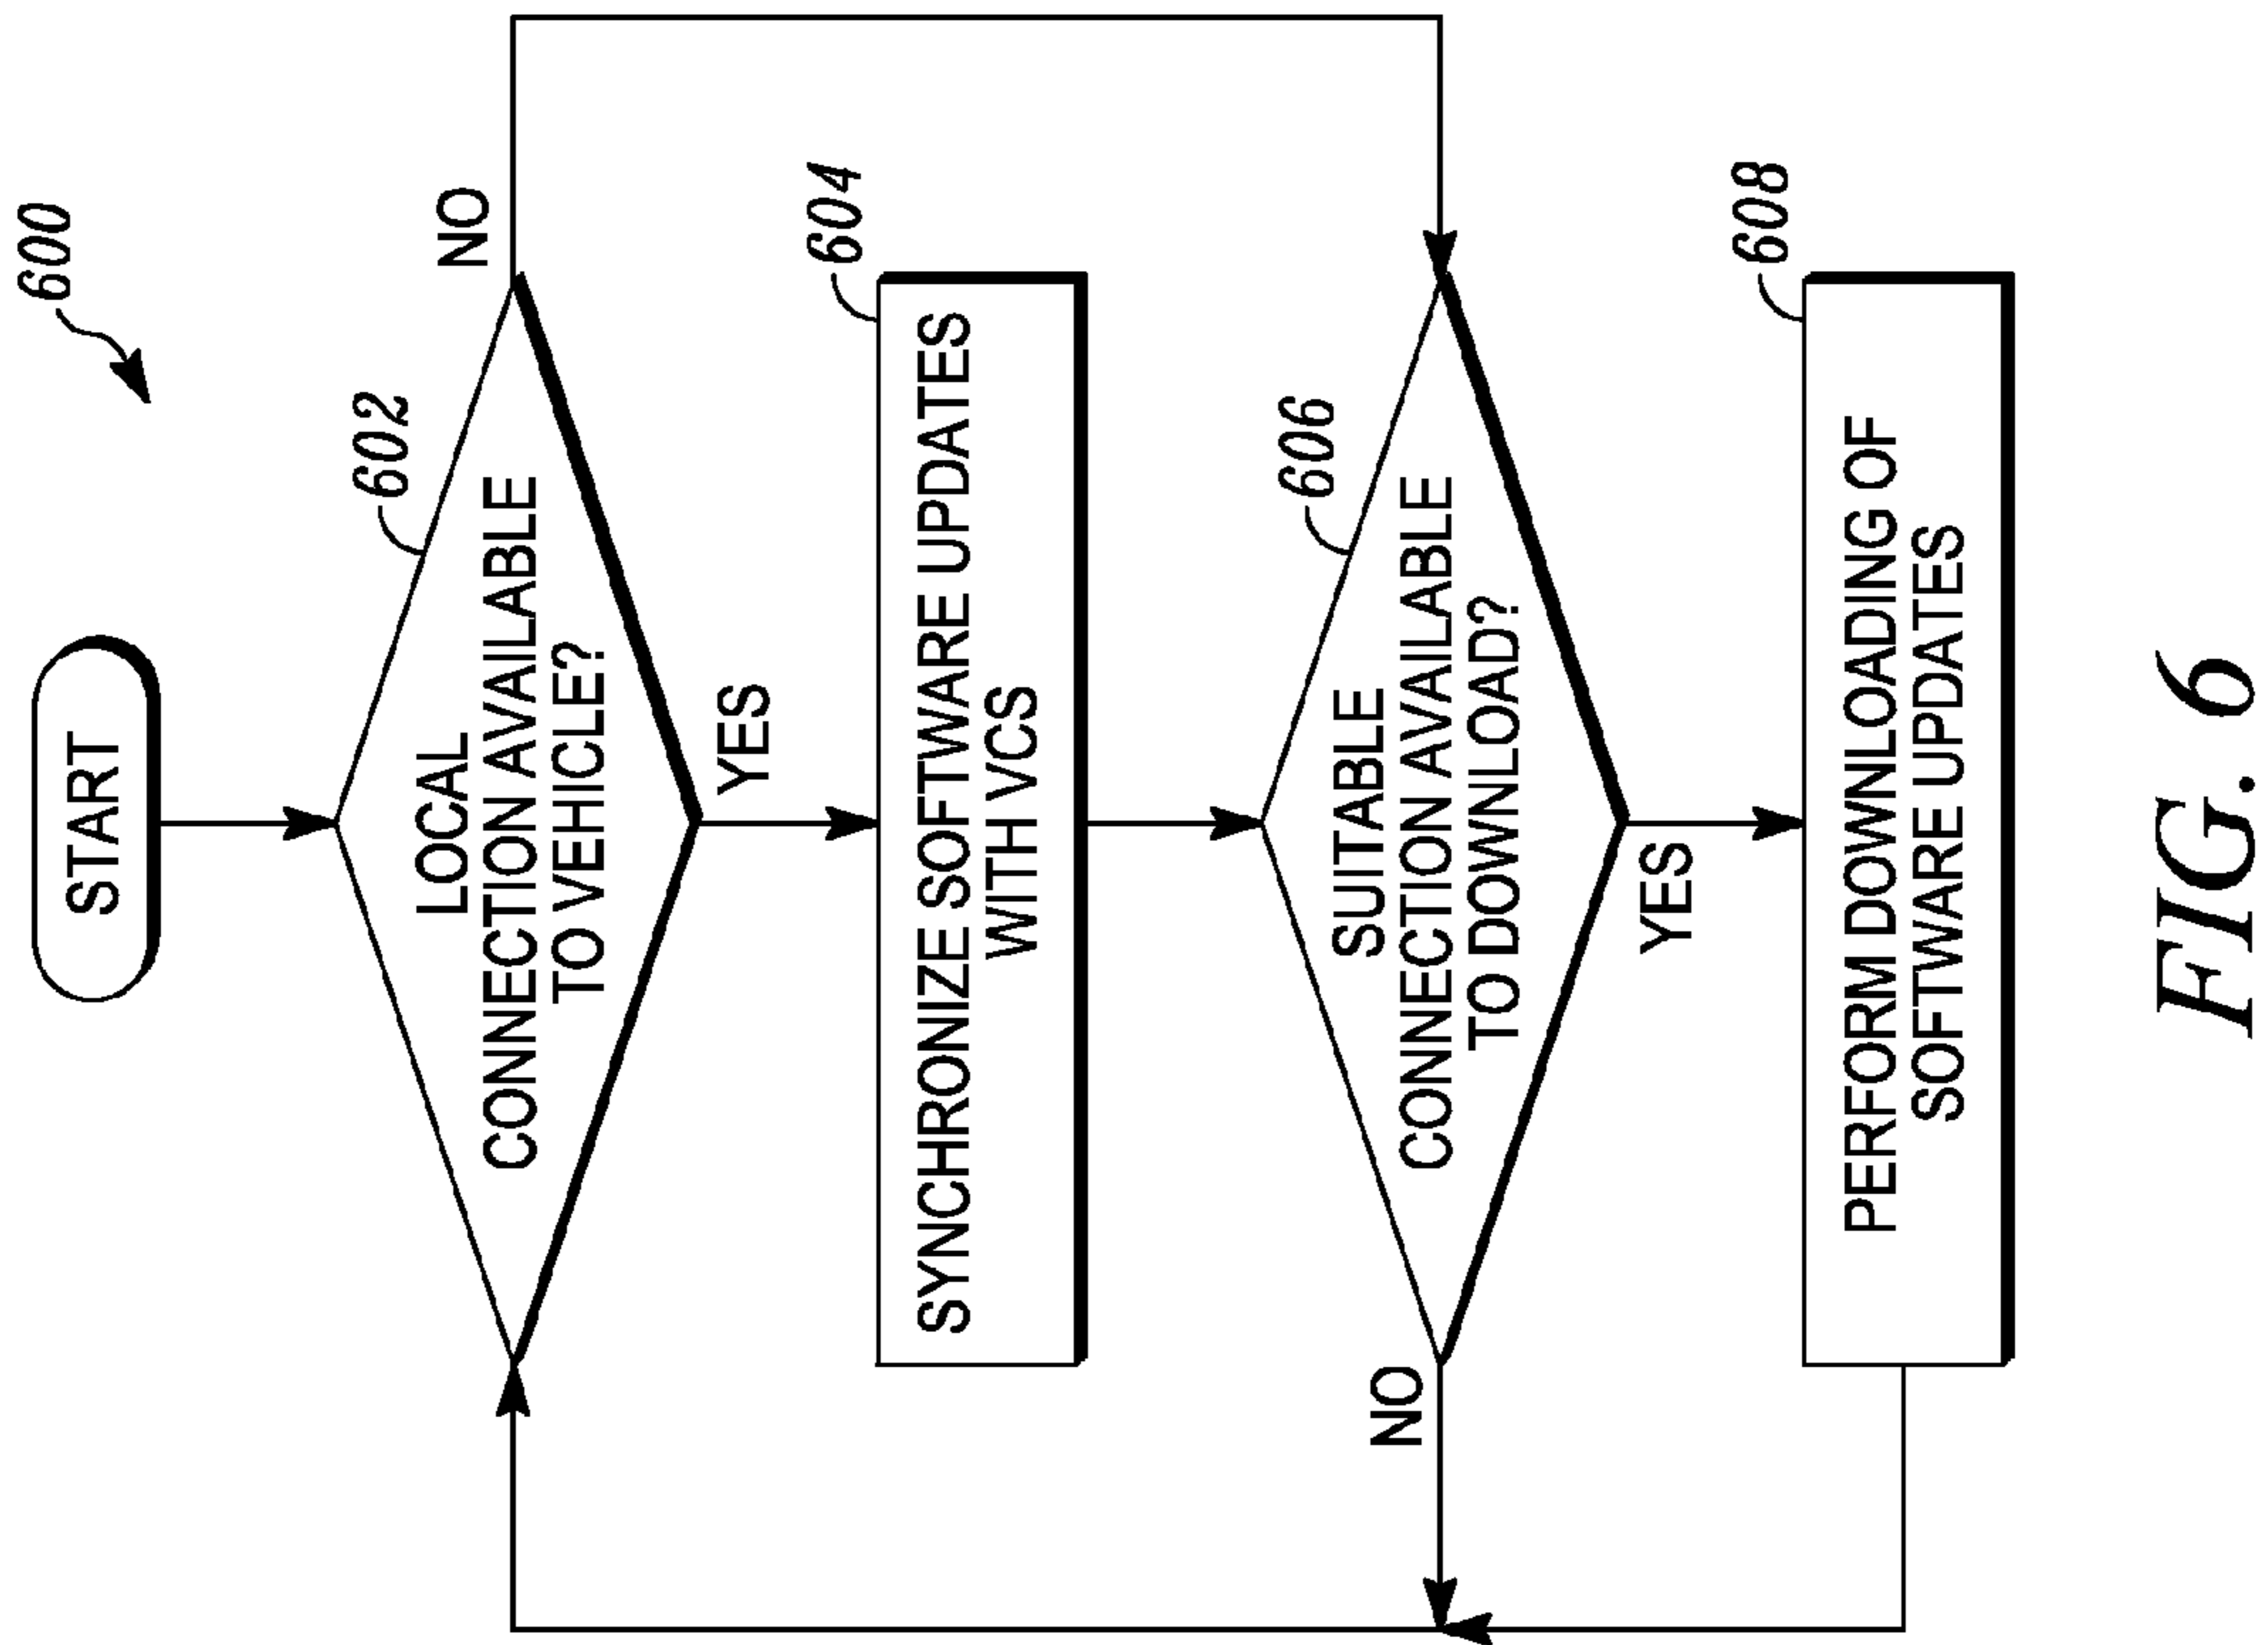 600
START
602
LOCAL
CONNECTION AVAILABLE
TO VEHICLE?
NO
YES
604
SYNCHRONIZE SOFTWARE UPDATES
WITH VCS
606
SUITABLE
CONNECTION AVAILABLE
TO DOWNLOAD?
NO
YES
608
PERFORM DOWNLOADING OF
SOFTWARE UPDATES
FIG. 6